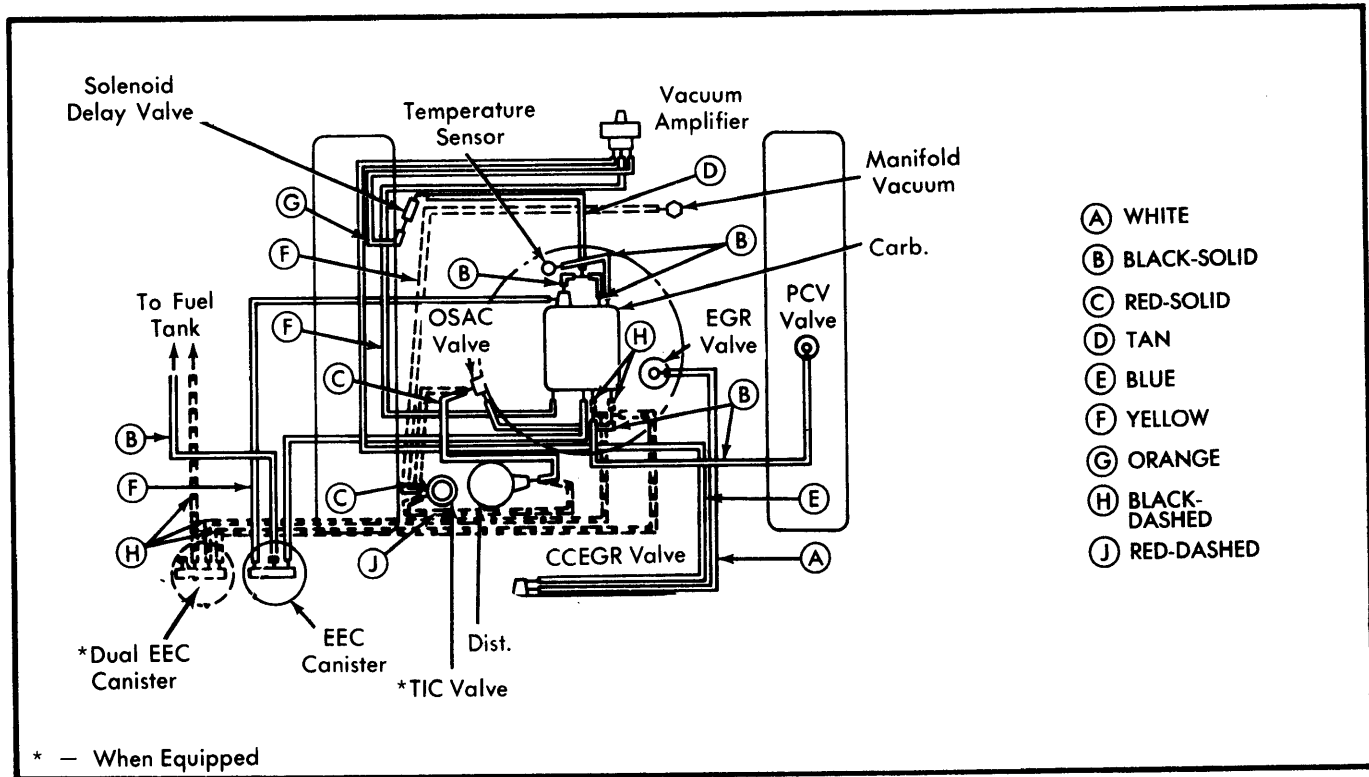 Solenoid
Delay Valve
Temperature
Sensor
Vacuum
Amplifier
Manifold
Vacuum
D
G
F
B
B
Carb.
To Fuel
Tank
F
OSAC
Valve
H
EGR
Valve
PCV
Valve
C
B
B
F
C
E
H
J
CCEGR Valve
A
*Dual EEC
Canister
EEC
Canister
Dist.
*TIC Valve
A WHITE
B BLACK-SOLID
C RED-SOLID
D TAN
E BLUE
F YELLOW
G ORANGE
H BLACK-
DASHED
J RED-DASHED
* — When Equipped